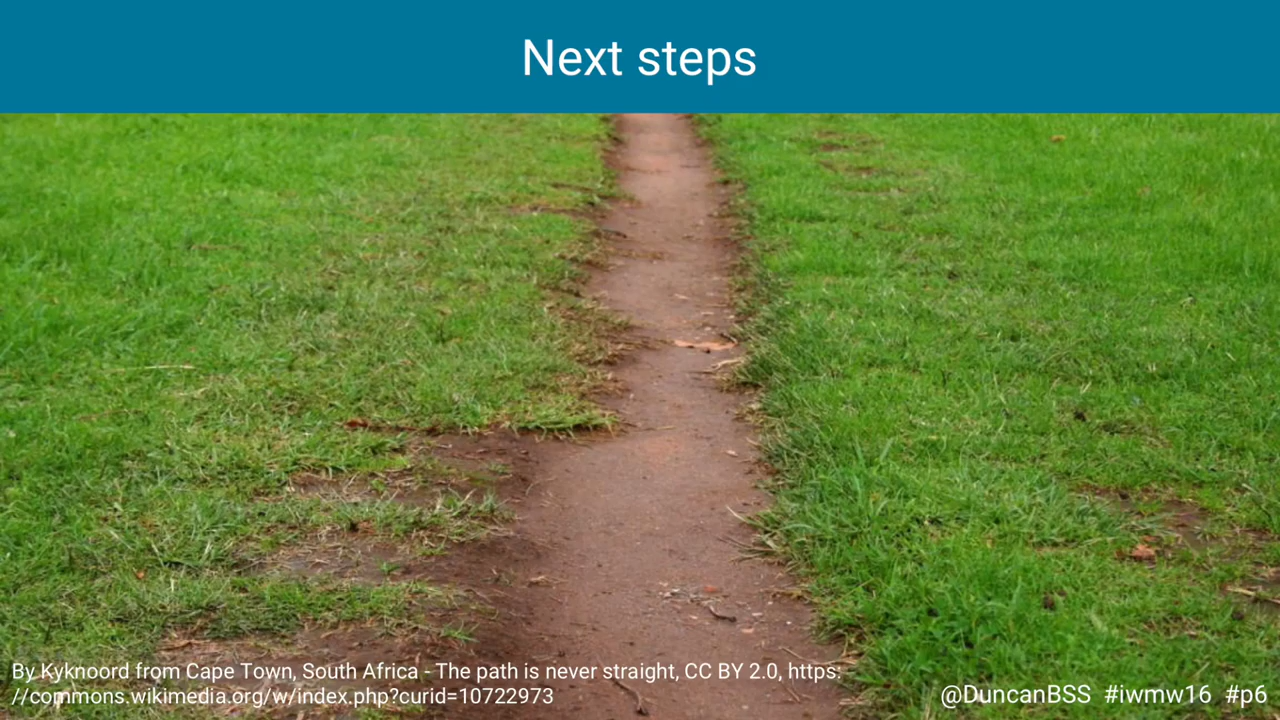 Next steps
By Kyknoord from Cape Town, South Africa - The path is never straight, CC BY 2.0, https:
//commons.wikimedia.org/w/index.php?curid=10722973
@DuncanBSS #iwmw16 #p6